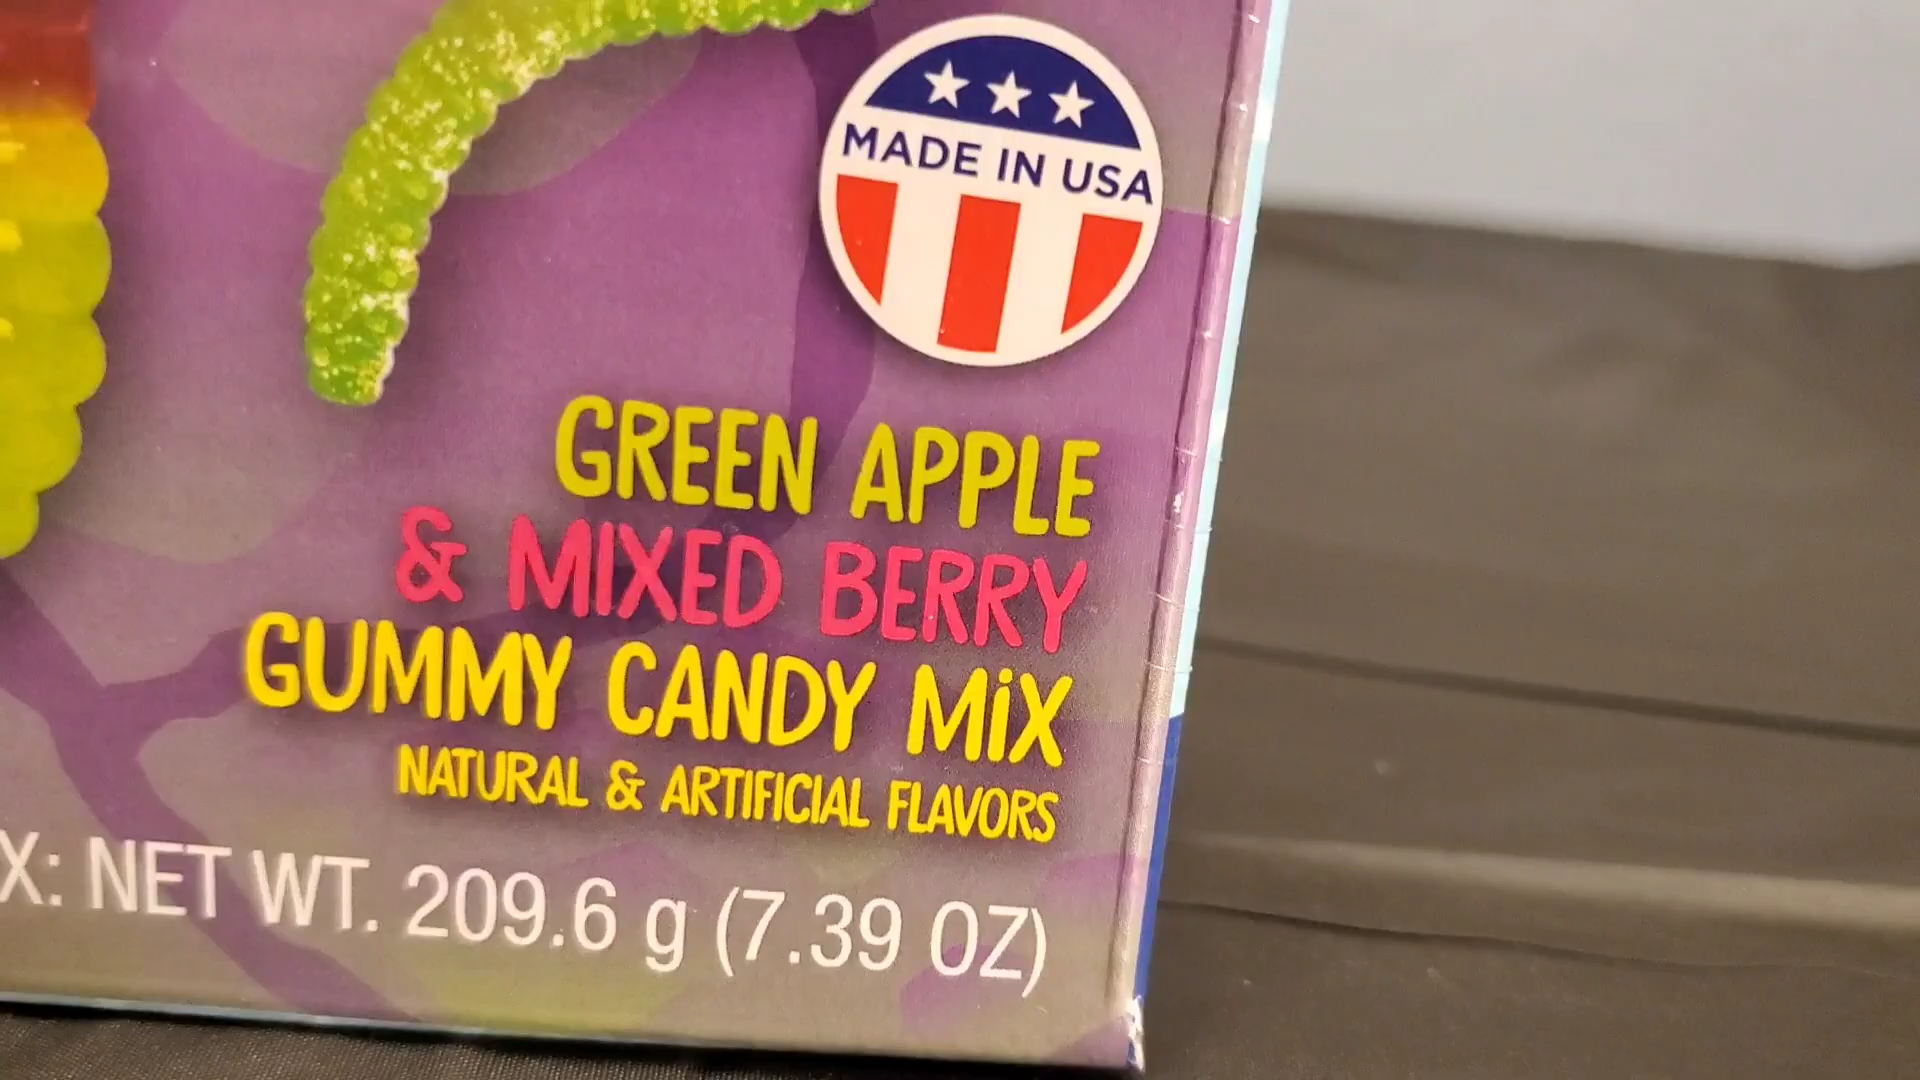 MADE IN USA
GREEN APPLE
& MIXED BERRY
GUMMY CANDY MiX
NATURAL & ARTIFICIAL FLAVORS
X: NET WT. 209.6 g (7.39 OZ)